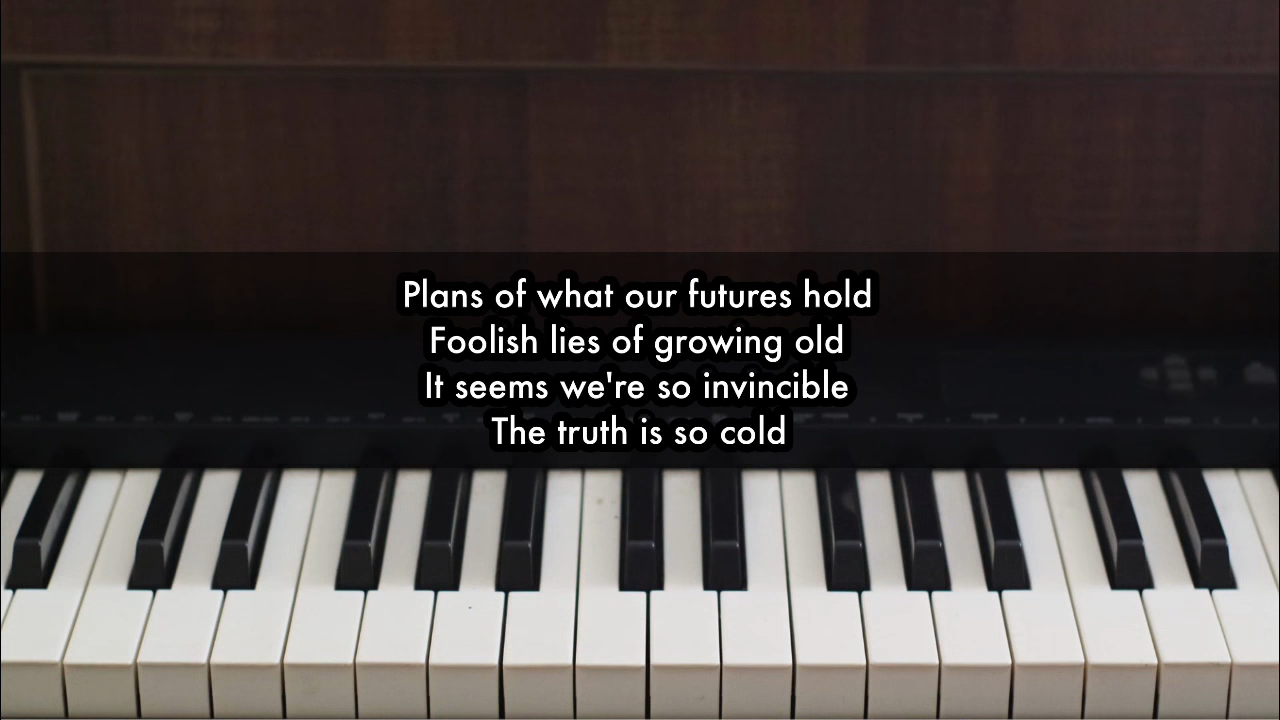 Plans of what our futures hold
Foolish lies of growing old
It seems we're so invincible
The truth is so cold